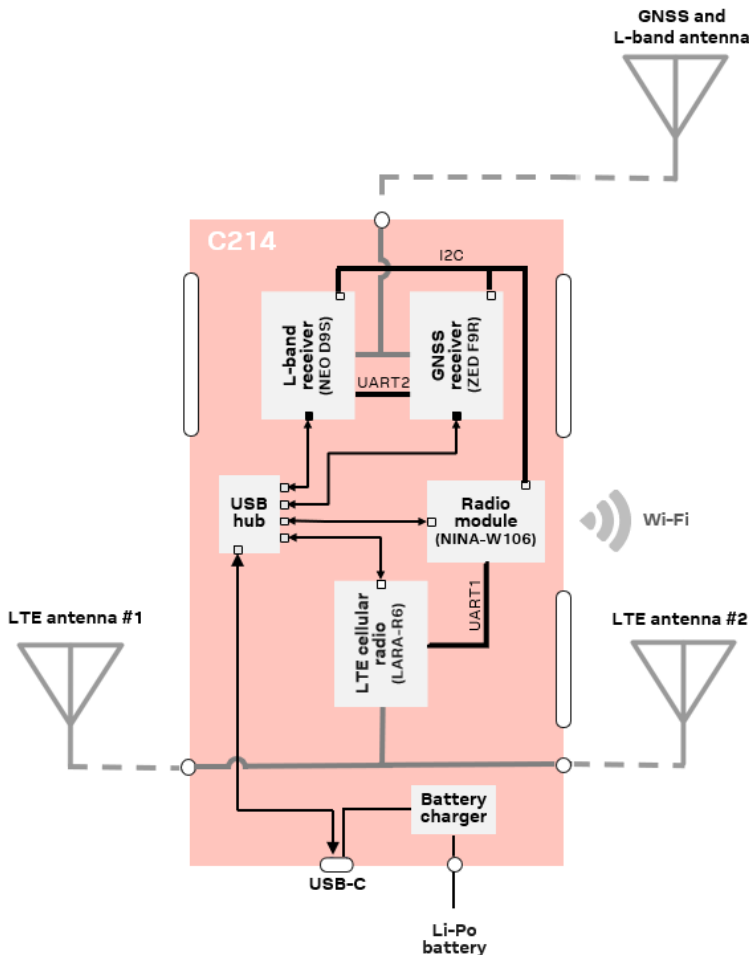 GNSS and
L-band antenna
C214
I2C
L-band
receiver
(NEO D9S)
GNSS
receiver
(ZED F9R)
UART2
USB
hub
Radio
module
(NINA-W106)
Wi-Fi
LTE cellular
radio
(LARA-R6)
UART1
LTE antenna #1
LTE antenna #2
Battery
charger
USB-C
Li-Po
battery